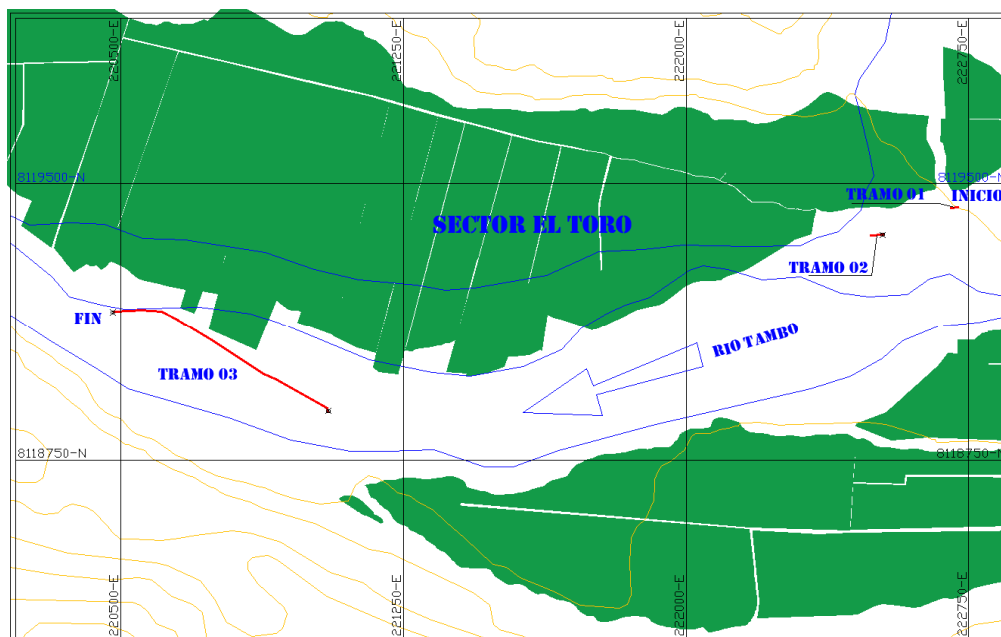 220500-E
221250-E
222000-E
222750-E
8119500-N
8119500-N
TRAMO 01
INICIO
SECTOR EL TORO
TRAMO 02
FIN
RIO TAMBO
TRAMO 03
8118750-N
8118750-N
220500-E
221250-E
222000-E
222750-E